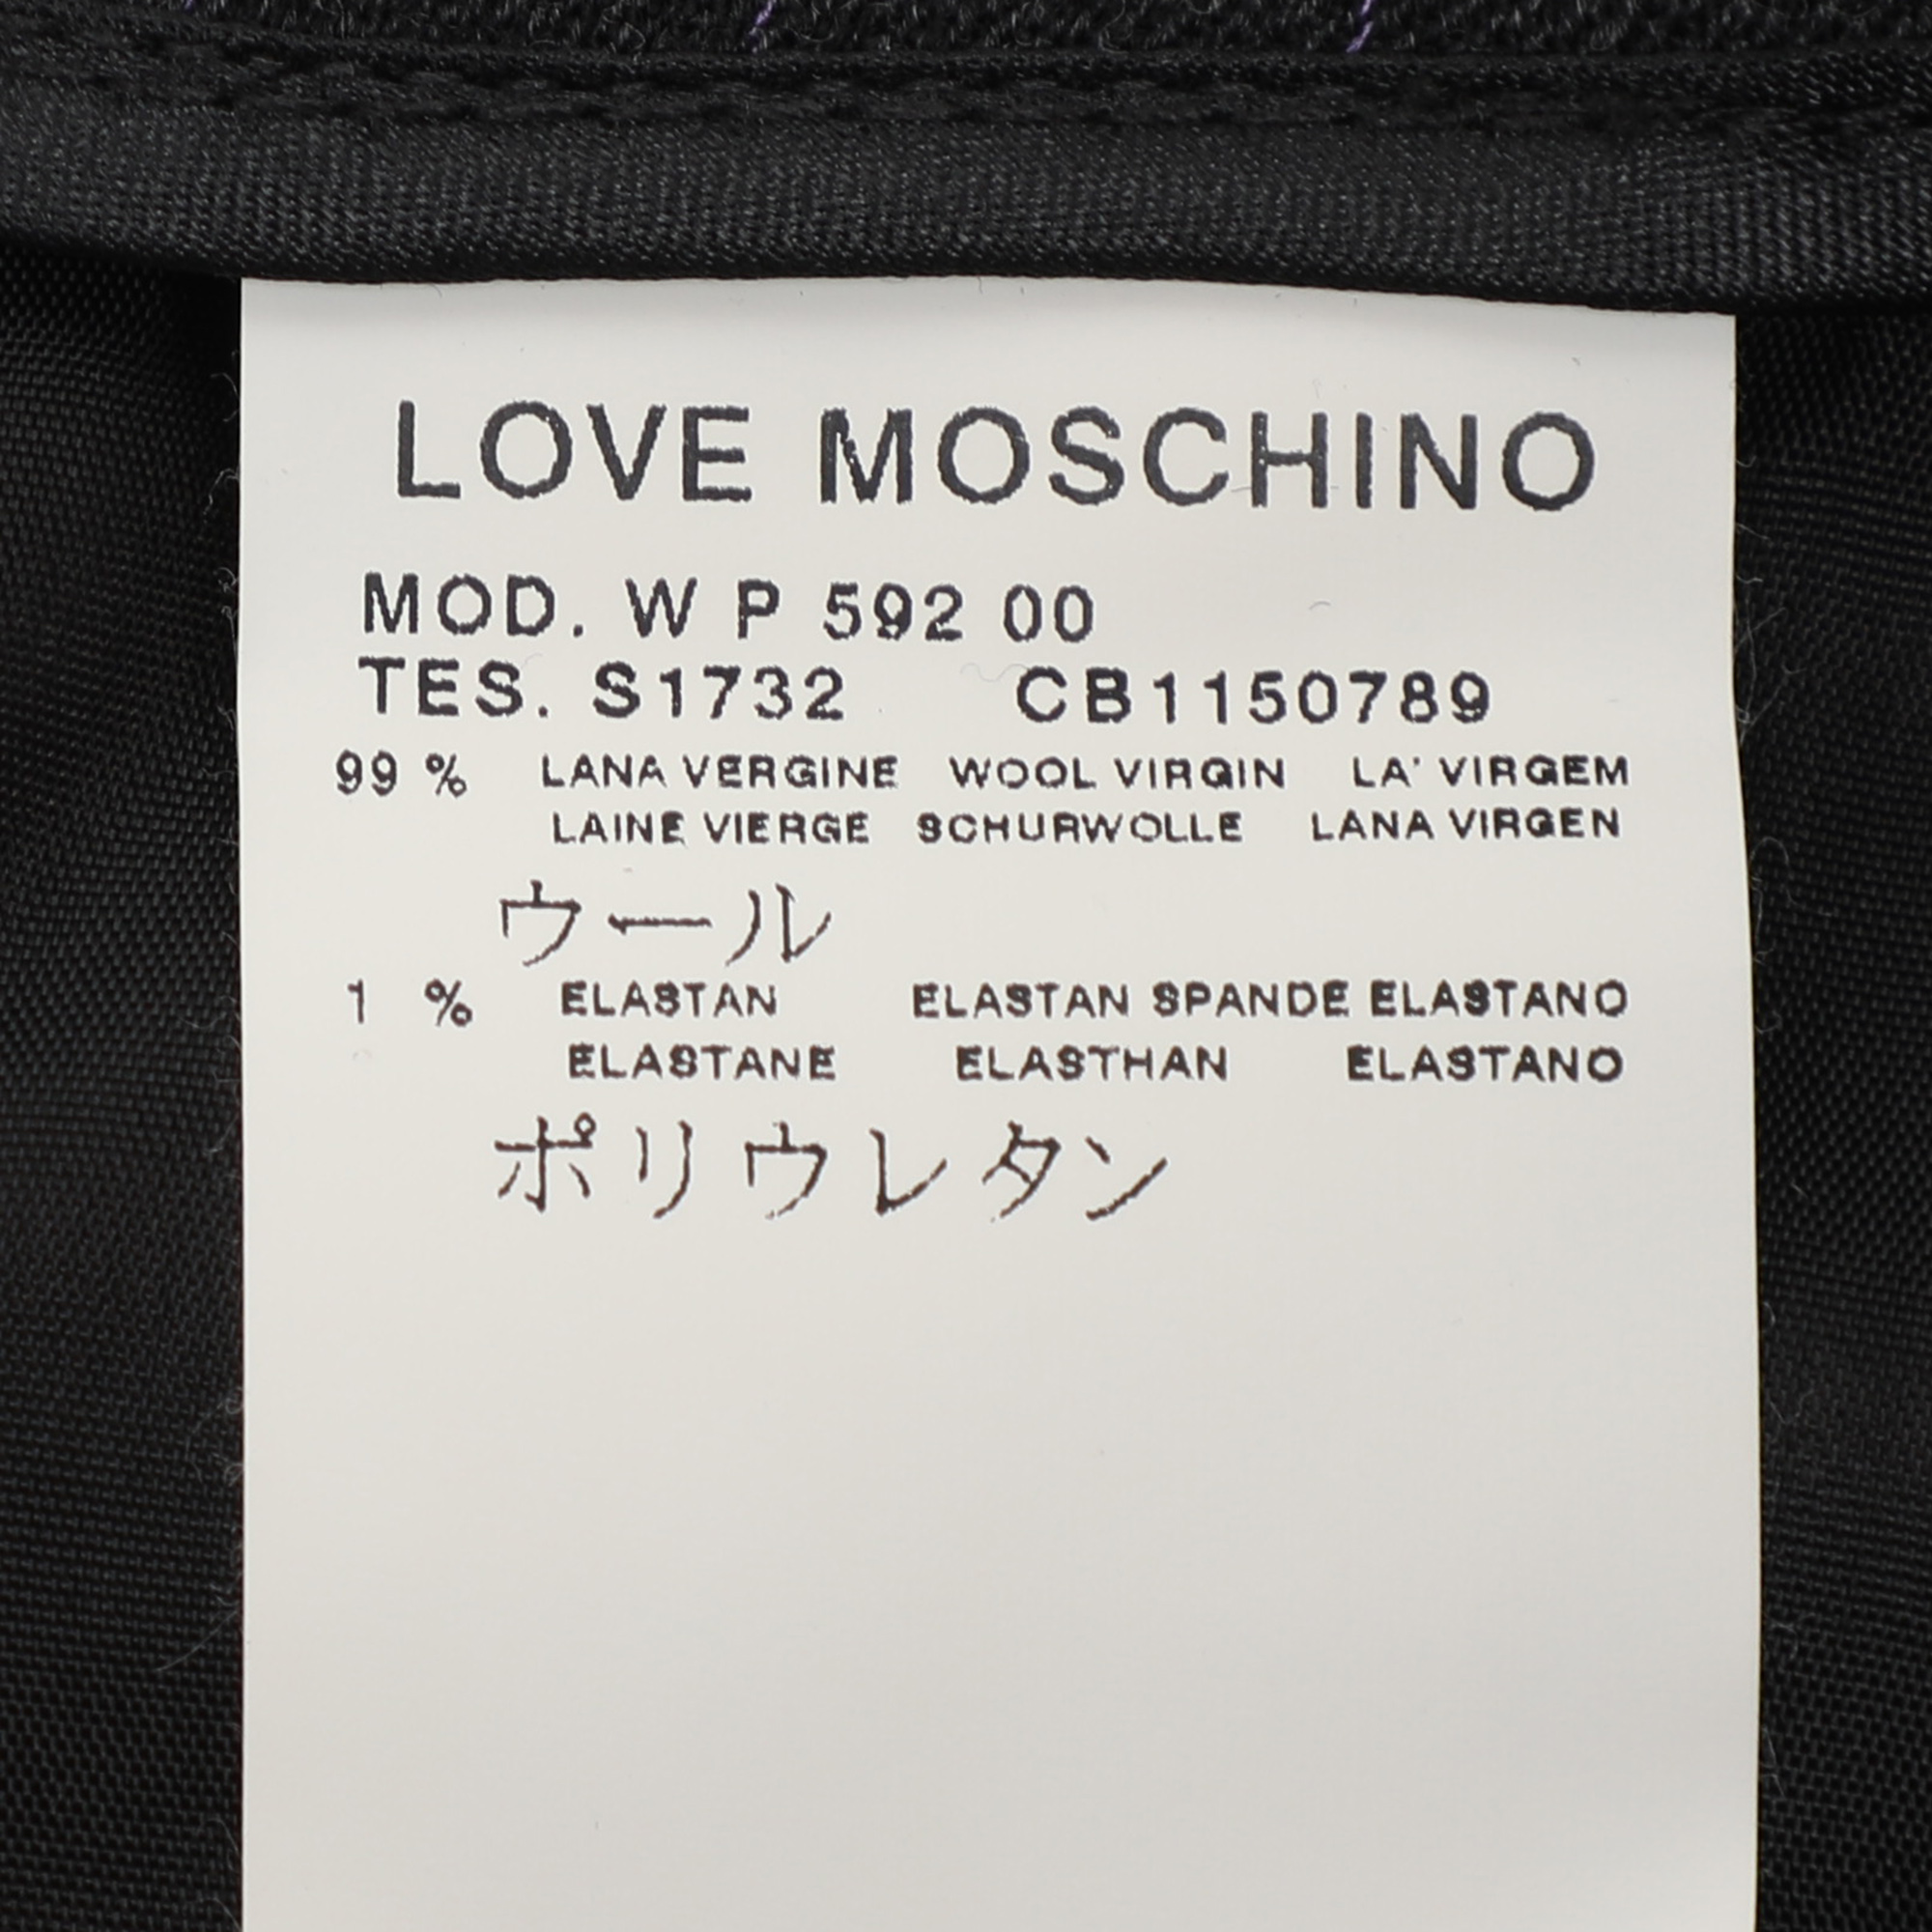 LOVE MOSCHINO
MOD. W P 592 00
TES. S1732 CB1150789
99 % LANA VERGINE WOOL VIRGIN LA' VIRGEM
LAINE VIERGE SCHURWOLLE LANA VIRGEN
ウール
1 % ELASTAN ELASTAN SPANDE ELASTANO
ELASTANE ELASTHAN ELASTANO
ポリウレタン